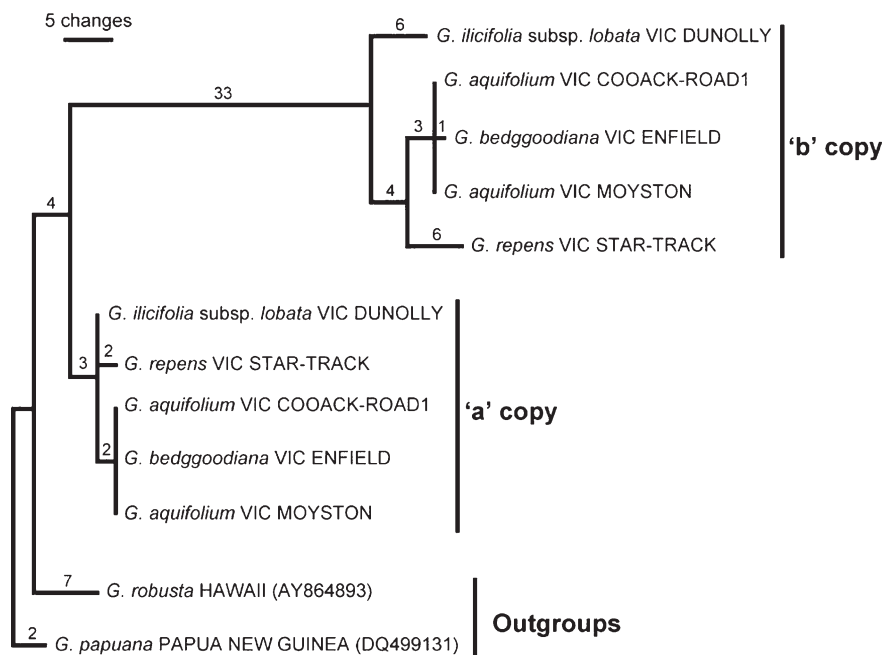 5 changes
6
G. ilicifolia subsp. lobata VIC DUNOLLY
G. aquifolium VIC COOACK-ROAD1
33
3
1
G. bedggoodiana VIC ENFIELD
‘b’ copy
4
G. aquifolium VIC MOYSTON
4
6
G. repens VIC STAR-TRACK
G. ilicifolia subsp. lobata VIC DUNOLLY
3
2
G. repens VIC STAR-TRACK
G. aquifolium VIC COOACK-ROAD1
‘a’ copy
2
G. bedggoodiana VIC ENFIELD
G. aquifolium VIC MOYSTON
7
G. robusta HAWAII (AY864893)
Outgroups
2
G. papuana PAPUA NEW GUINEA (DQ499131)